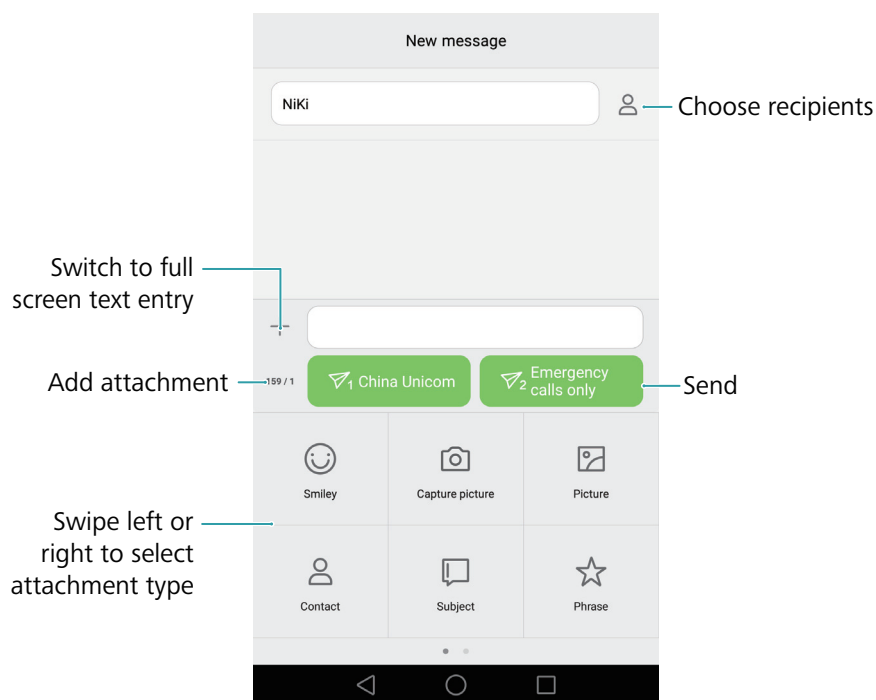 New message
NiKi
Choose recipients
Switch to full
screen text entry
Add attachment
159 / 1
1 China Unicom
2 Emergency
calls only
Send
Smiley
Capture picture
Picture
Swipe left or
right to select
attachment type
Contact
Subject
Phrase